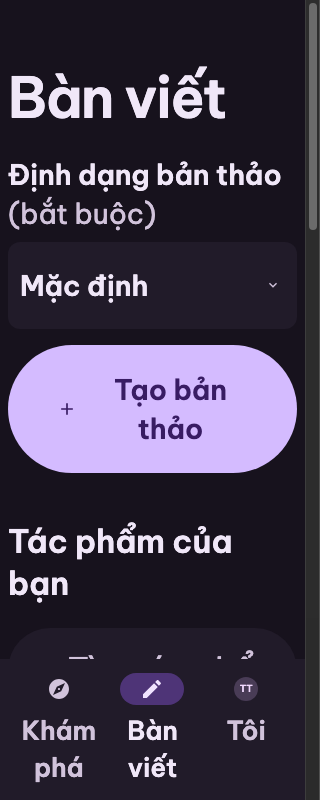 Bàn viết
Định dạng bản thảo
(bắt buộc)
Mặc định
Tạo bản
thảo
Tác phẩm của
bạn
TT
Khám
phá
Bàn
viết
Tôi